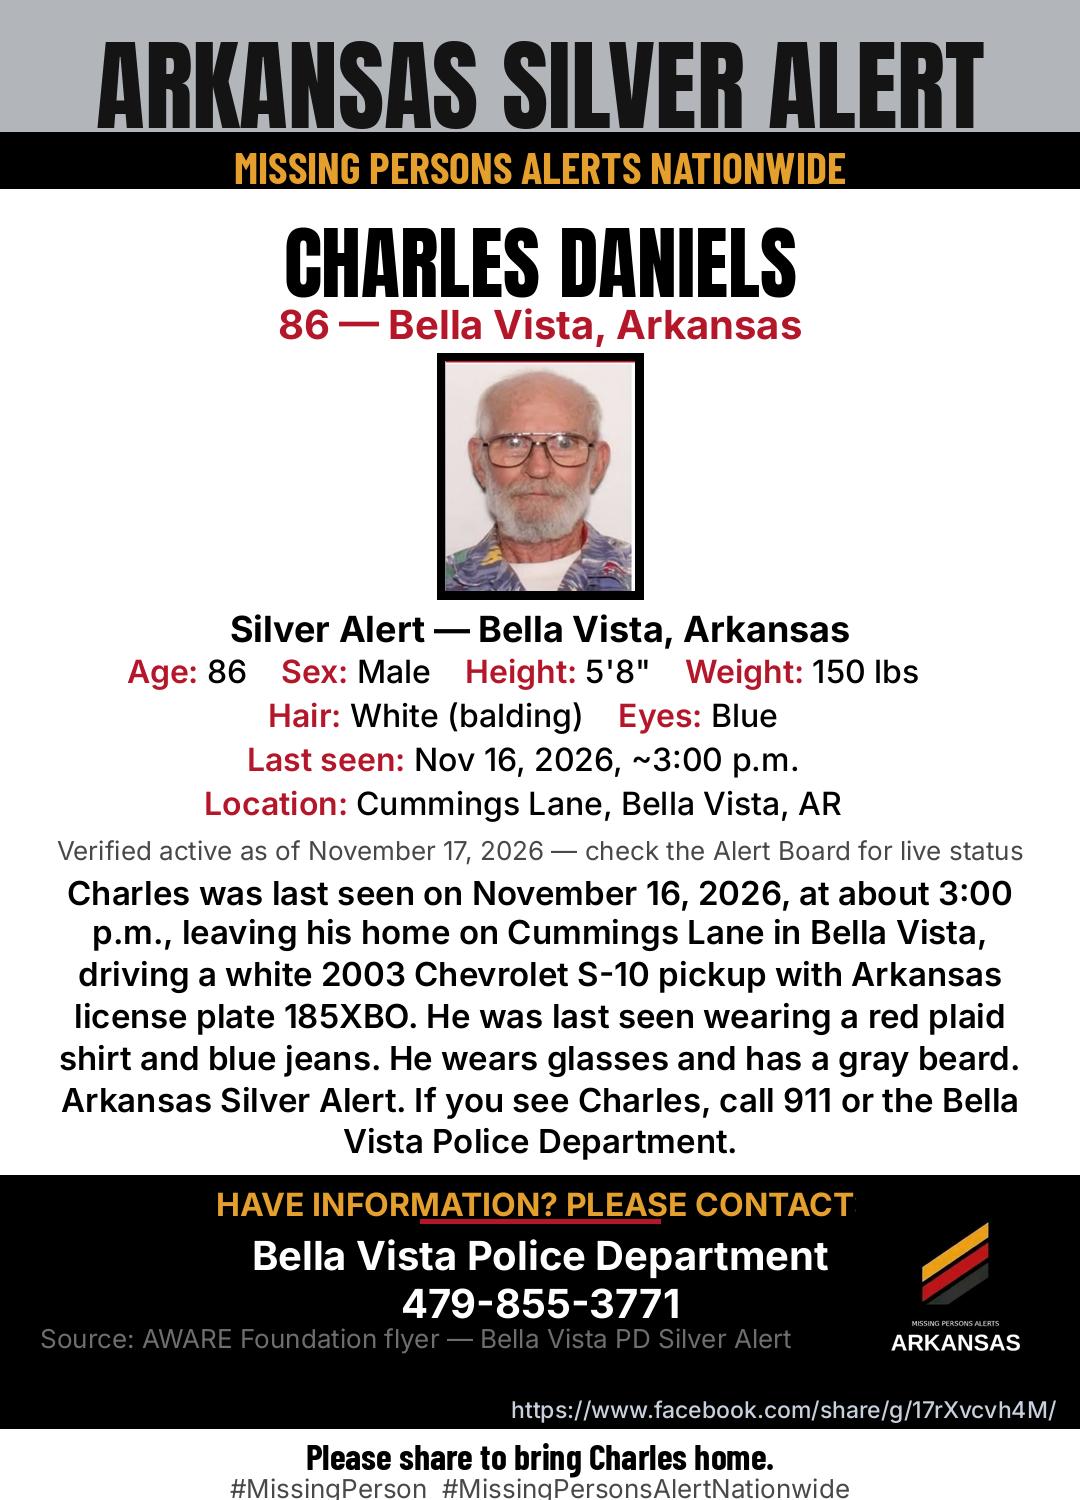 ARKANSAS SILVER ALERT
MISSING PERSONS ALERTS NATIONWIDE
CHARLES DANIELS
86 — Bella Vista, Arkansas
Silver Alert — Bella Vista, Arkansas
Age: 86 Sex: Male Height: 5'8" Weight: 150 lbs
Hair: White (balding) Eyes: Blue
Last seen: Nov 16, 2026, ~3:00 p.m.
Location: Cummings Lane, Bella Vista, AR
Verified active as of November 17, 2026 — check the Alert Board for live status
Charles was last seen on November 16, 2026, at about 3:00
p.m., leaving his home on Cummings Lane in Bella Vista,
driving a white 2003 Chevrolet S-10 pickup with Arkansas
license plate 185XBO. He was last seen wearing a red plaid
shirt and blue jeans. He wears glasses and has a gray beard.
Arkansas Silver Alert. If you see Charles, call 911 or the Bella
Vista Police Department.
HAVE INFORMATION? PLEASE CONTACT:
Bella Vista Police Department
479-855-3771
Source: AWARE Foundation flyer — Bella Vista PD Silver Alert
MISSING PERSONS ALERTS
ARKANSAS
https://www.facebook.com/share/g/17rXvcvh4M/
Please share to bring Charles home.
#MissingPerson #MissingPersonsAlertNationwide